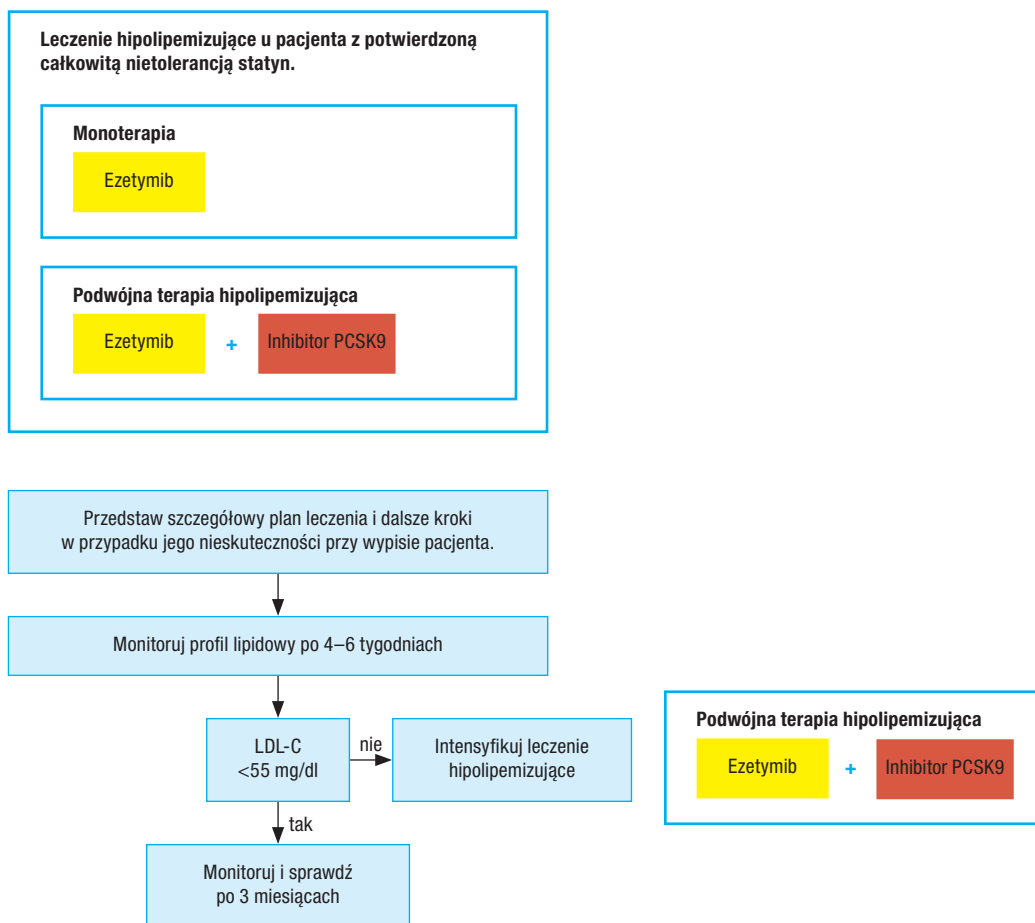 Leczenie hipolipemizujące u pacjenta z potwierdzoną
całkowitą nietolerancją statyn.
Monoterapia
Ezetymib
Podwójna terapia hipolipemizująca
Ezetymib + Inhibitor PCSK9
Przedstaw szczegółowy plan leczenia i dalsze kroki
w przypadku jego nieskuteczności przy wypisie pacjenta.
Monitoruj profil lipidowy po 4–6 tygodniach
LDL-C
<55 mg/dl
nie
Intensyfikuj leczenie
hipolipemizujące
Podwójna terapia hipolipemizująca
Ezetymib + Inhibitor PCSK9
tak
Monitoruj i sprawdź
po 3 miesiącach